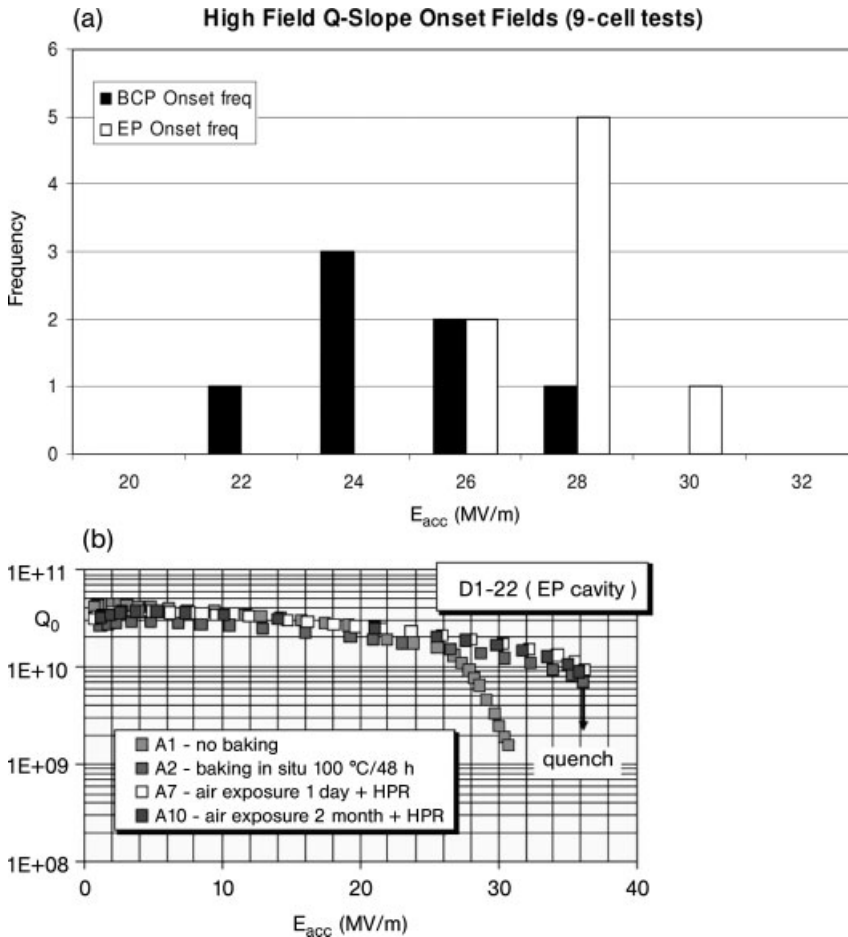 (a)
High Field Q-Slope Onset Fields (9-cell tests)
6
BCP Onset freq
EP Onset freq
5
4
3
2
1
0
Frequency
20 22 24 26 28 30 32
E_acc (MV/m)
(b)
1E+11
D1-22 ( EP cavity )
Q_0
1E+10
A1 - no baking
A2 - baking in situ 100 °C/48 h
A7 - air exposure 1 day + HPR
A10 - air exposure 2 month + HPR
quench
1E+09
1E+08
0 10 20 30 40
E_acc (MV/m)